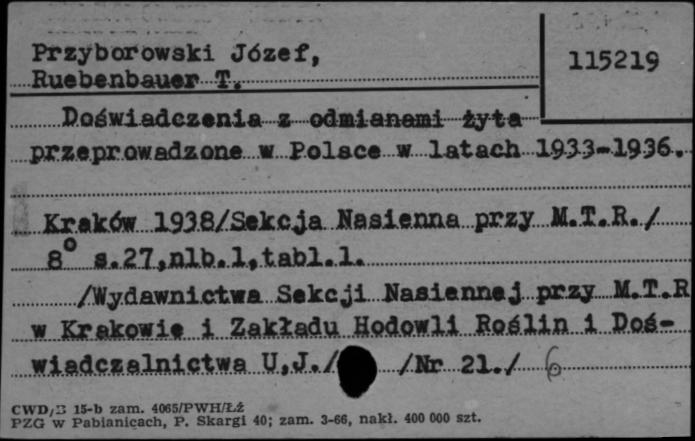 Przyborowski Józef,
Ruebenbauer T.
115219
Doświadczenia z odmianami żyta
przeprowadzone w Polsce w latach 1933-1936.
Kraków 1938/Sekcja Nasienna przy M.T.R./
8° s.27,nlb.1,tabl.1.
/Wydawnictwa Sekcji Nasiennej przy M.T.R
w Krakowie i Zakładu Hodowli Roślin i Doś-
wiadczalnictwa U.J./ /Nr 21./ 6
CWD/B 15-b zam. 4065/PWH/Łź
PZG w Pabianicach, P. Skargi 40; zam. 3-66, nakł. 400 000 szt.